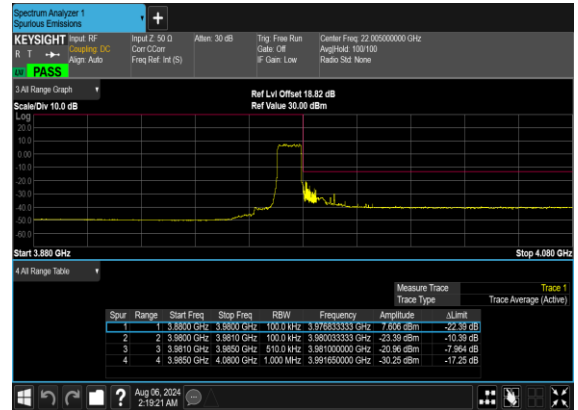 Spectrum Analyzer 1
Spurious Emissions
KEYSIGHT Input: RF Input Z: 50 Ω Atten: 30 dB Trig: Free Run Center Freq: 22.005000000 GHz
R T Coupling: DC Corr CCorr Gate: Off Avg|Hold: 100/100
Align: Auto Freq Ref: Int (S) IF Gain: Low Radio Std: None
PASS
3 All Range Graph
Ref Lvl Offset 18.82 dB
Scale/Div 10.0 dB Ref Value 30.00 dBm
Log
20.0
10.0
0.00
-10.0
-20.0
-30.0
-40.0
-50.0
-60.0
Start 3.880 GHz Stop 4.080 GHz
4 All Range Table
Measure Trace Trace 1
Trace Type Trace Average (Active)
Spur Range Start Freq Stop Freq RBW Frequency Amplitude ΔLimit
1 1 3.8800 GHz 3.9800 GHz 100.0 kHz 3.976833333 GHz 7.606 dBm -22.39 dB
2 2 3.9800 GHz 3.9810 GHz 100.0 kHz 3.980033333 GHz -23.39 dBm -10.39 dB
3 3 3.9810 GHz 3.9850 GHz 510.0 kHz 3.981000000 GHz -20.96 dBm -7.964 dB
4 4 3.9850 GHz 4.0800 GHz 1.000 MHz 3.991650000 GHz -30.25 dBm -17.25 dB
Aug 06, 2024
2:19:21 AM